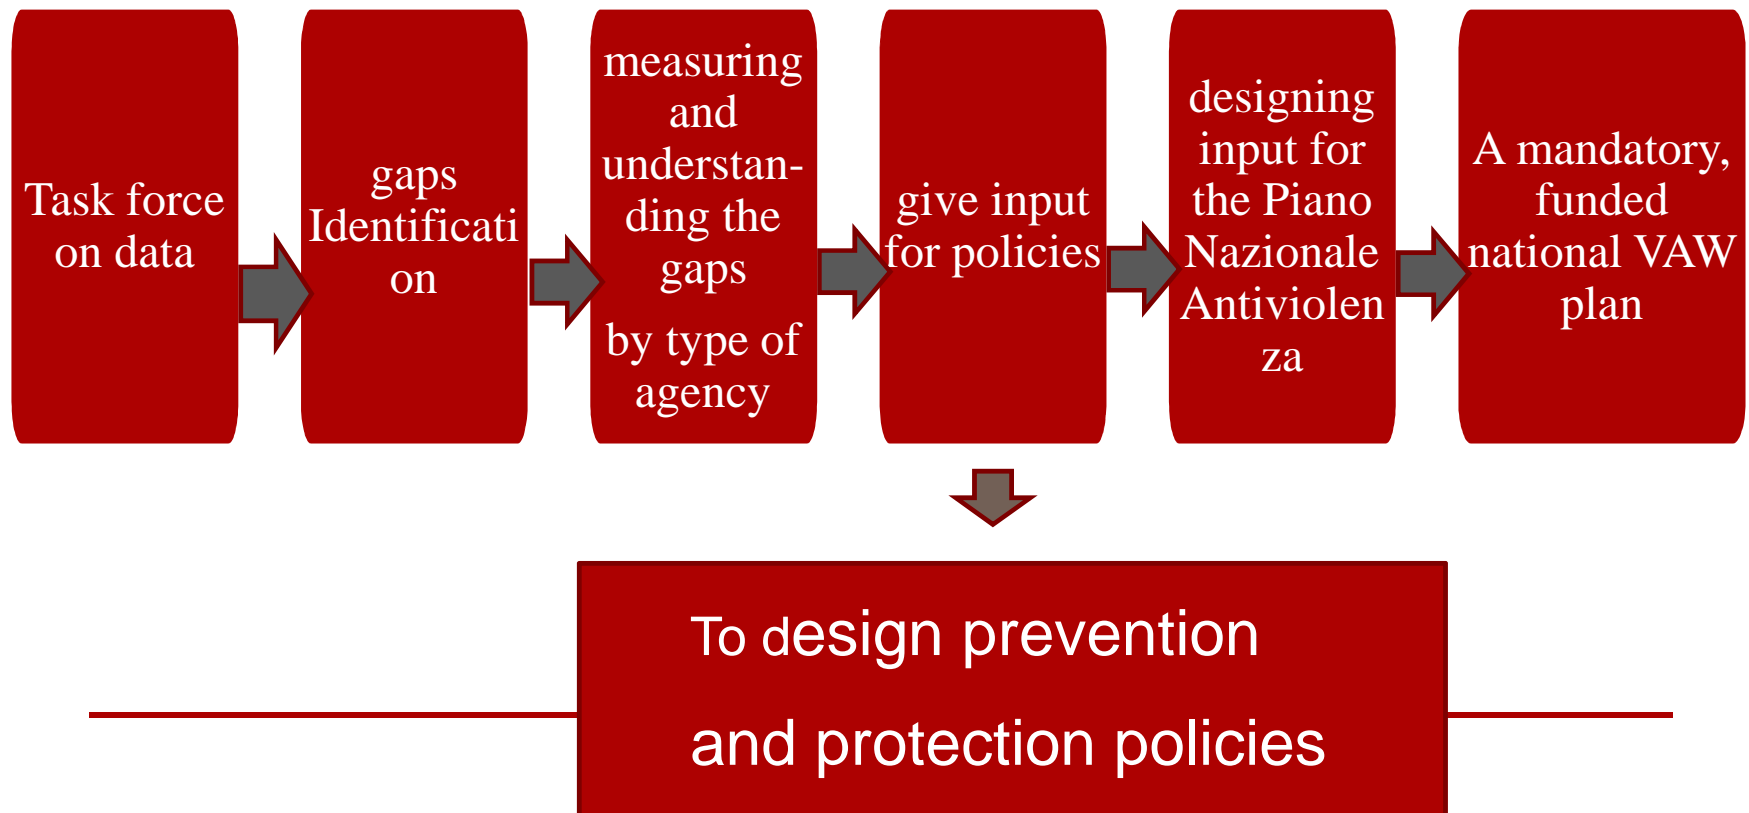 Task force
on data
gaps
Identificati
on
measuring
and
understan-
ding the
gaps
by type of
agency
give input
for policies
designing
input for
the Piano
Nazionale
Antiviolen
za
A mandatory,
funded
national VAW
plan
To design prevention
and protection policies